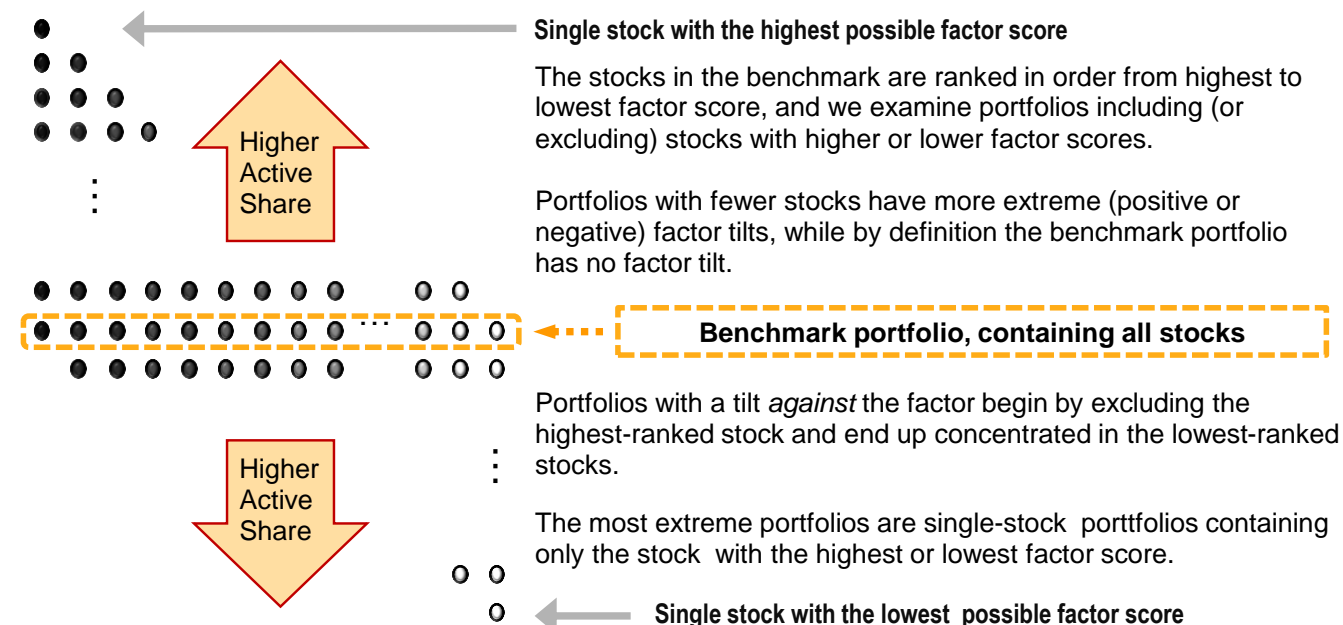 Single stock with the highest possible factor score
The stocks in the benchmark are ranked in order from highest to
lowest factor score, and we examine portfolios including (or
excluding) stocks with higher or lower factor scores.
Higher
Active
Share
Portfolios with fewer stocks have more extreme (positive or
negative) factor tilts, while by definition the benchmark portfolio
has no factor tilt.
Benchmark portfolio, containing all stocks
Portfolios with a tilt against the factor begin by excluding the
highest-ranked stock and end up concentrated in the lowest-ranked
stocks.
Higher
Active
Share
The most extreme portfolios are single-stock porttfolios containing
only the stock with the highest or lowest factor score.
Single stock with the lowest possible factor score